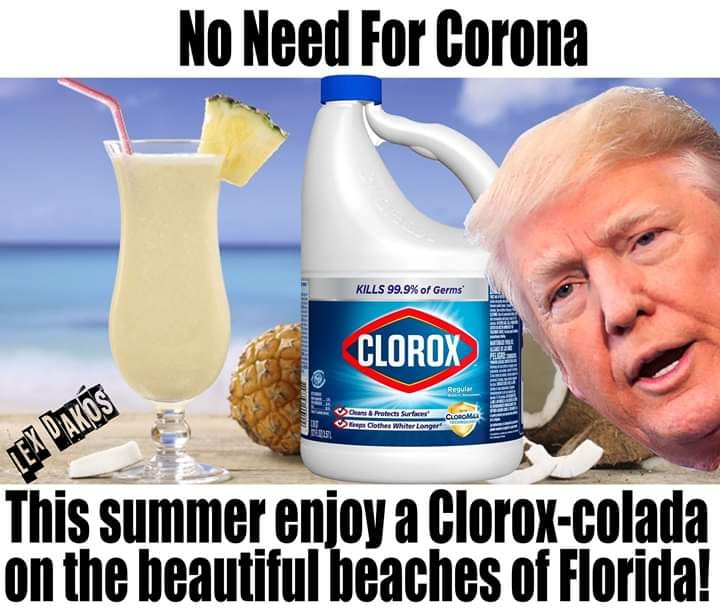 No Need For Corona
KILLS 99.9% of Germs
CLOROX
Regular
CLOROMAX
Cleans & Protects Surfaces
Keeps Clothes Whiter Longer
LEX DAKOS
This summer enjoy a Clorox-colada
on the beautiful beaches of Florida!